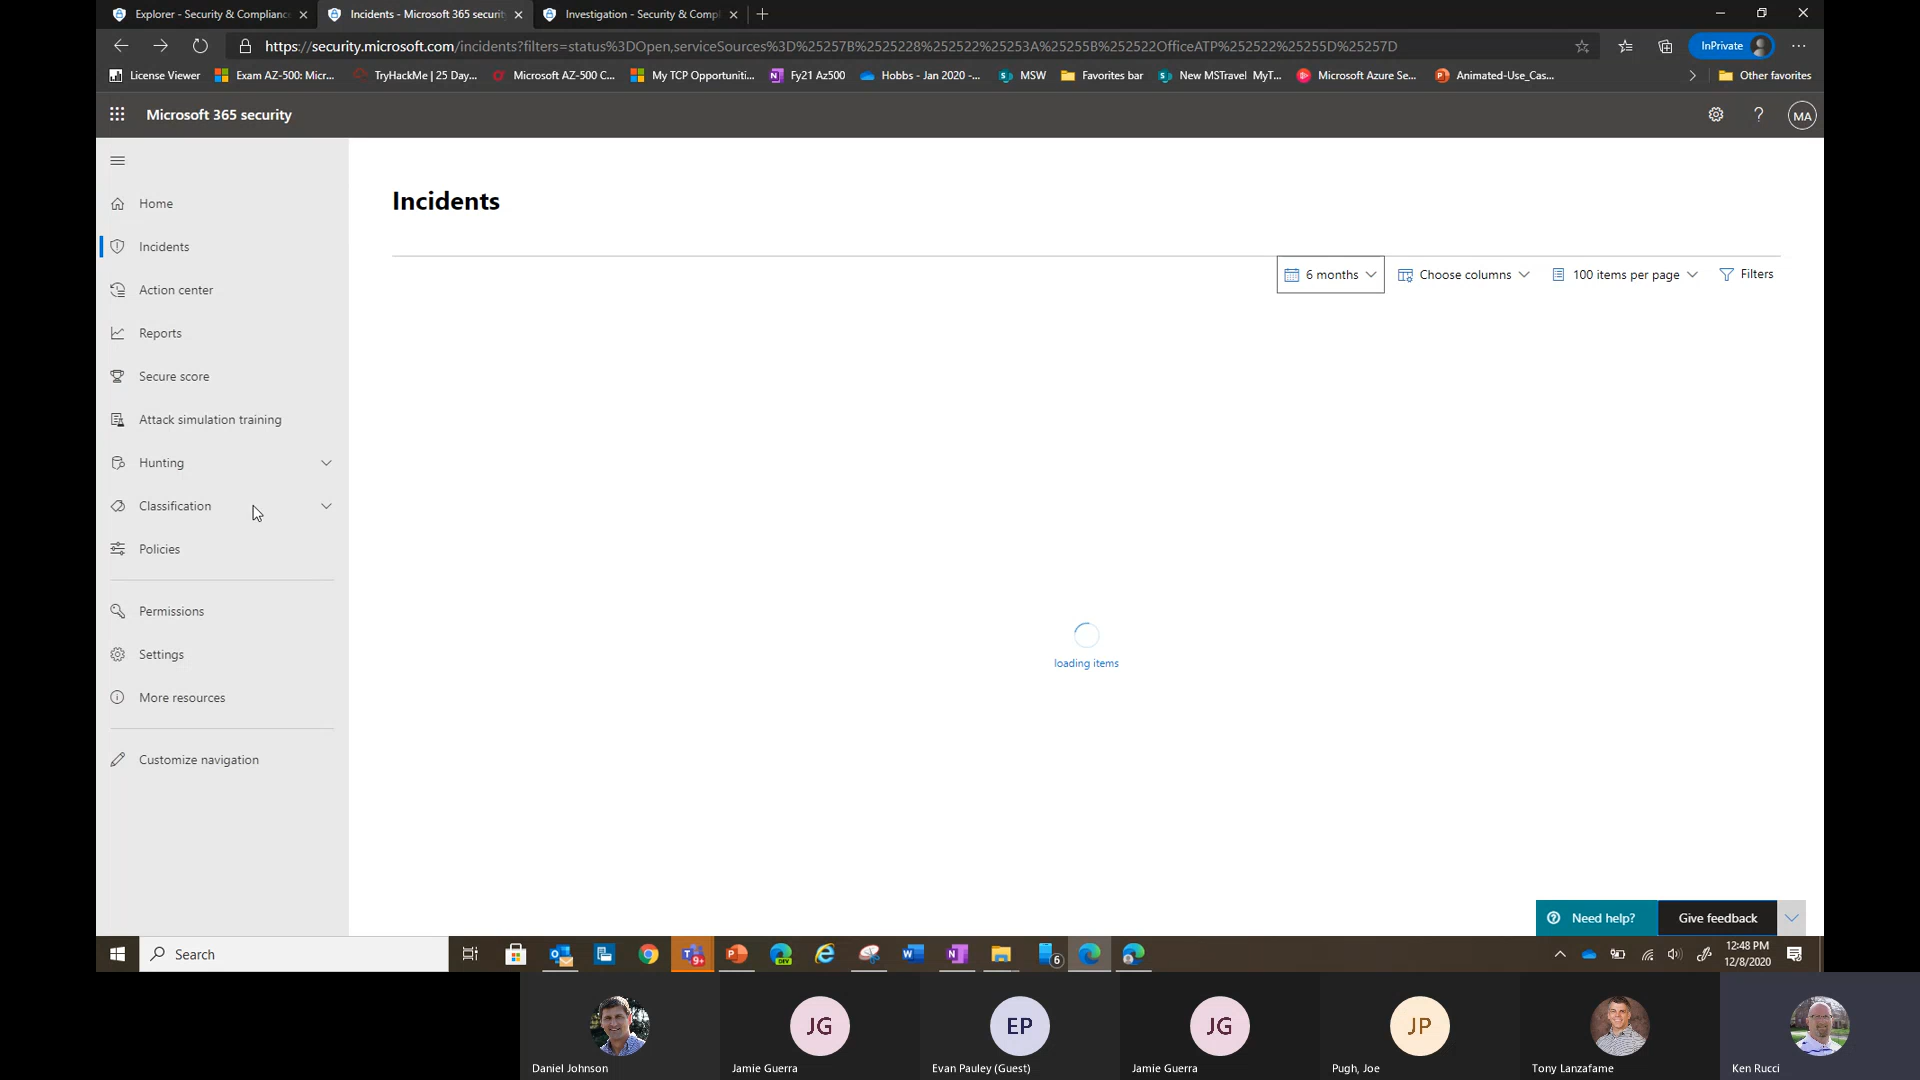 Explorer - Security & Compliance
Incidents - Microsoft 365 securit
Investigation - Security & Compl
https://security.microsoft.com/incidents?filters=status%3DOpen,serviceSources%3D%25257B%2525228%252522%25253A%25255B%252522OfficeATP%252522%25255D%25257D
InPrivate
License Viewer
Exam AZ-500: Micr...
TryHackMe | 25 Day...
Microsoft AZ-500 C...
My TCP Opportuniti...
Fy21 Az500
Hobbs - Jan 2020 -...
MSW
Favorites bar
New MSTravel MyT...
Microsoft Azure Se...
Animated-Use_Cas...
Other favorites
Microsoft 365 security
?
MA
Home
Incidents
Action center
Reports
Secure score
Attack simulation training
Hunting
Classification
Policies
Permissions
Settings
More resources
Customize navigation
Incidents
6 months
Choose columns
100 items per page
Filters
loading items
Need help?
Give feedback
Search
DEV
9+
6
12:48 PM
12/8/2020
JG
EP
JG
JP
Daniel Johnson
Jamie Guerra
Evan Pauley (Guest)
Jamie Guerra
Pugh, Joe
Tony Lanzafame
Ken Rucci